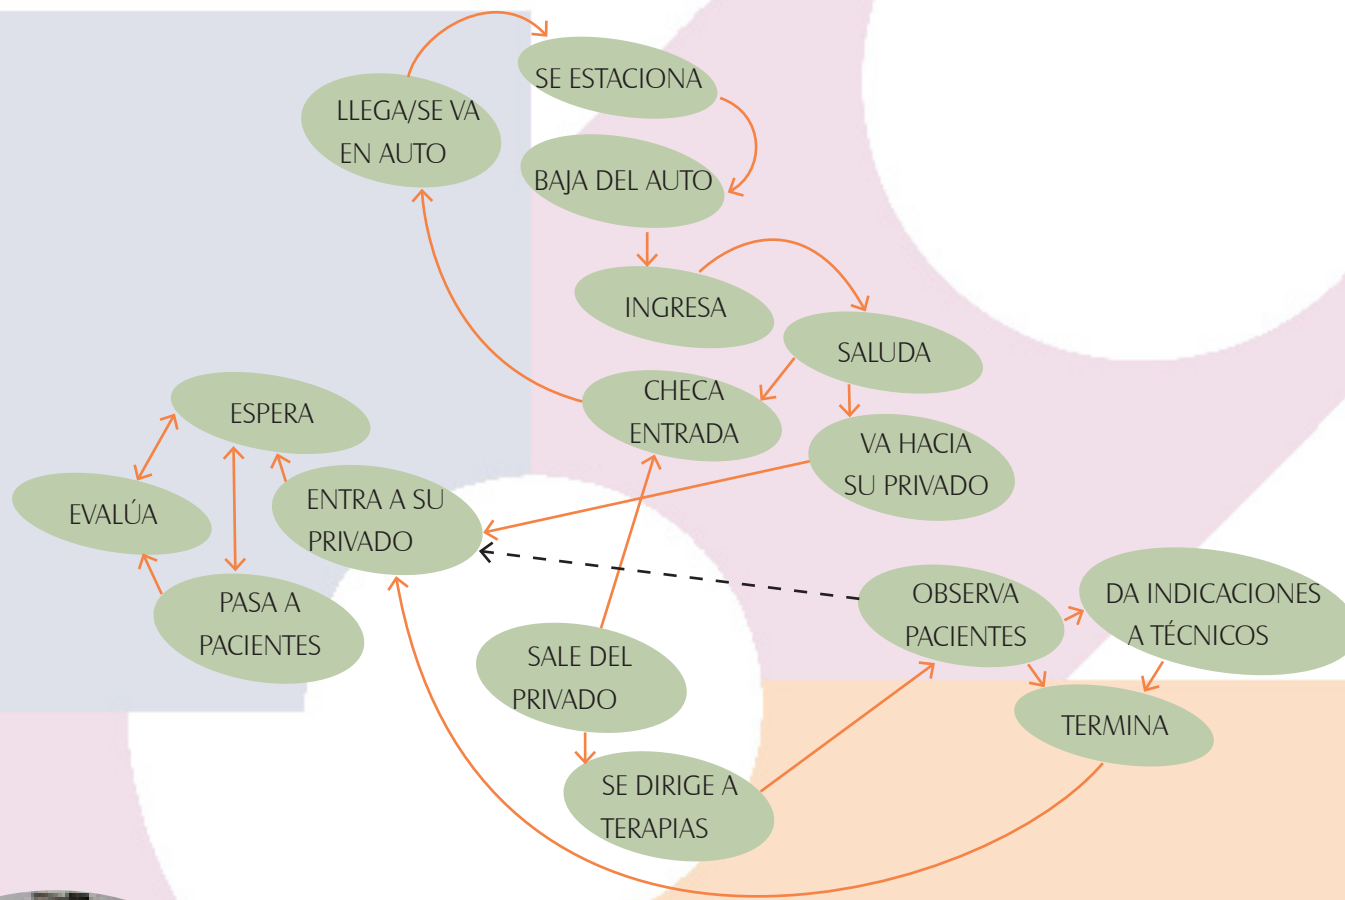 SE ESTACIONA
LLEGA/SE VA
EN AUTO
BAJA DEL AUTO
INGRESA
SALUDA
CHECA
ENTRADA
VA HACIA
SU PRIVADO
ESPERA
ENTRA A SU
PRIVADO
EVALÚA
PASA A
PACIENTES
OBSERVA
PACIENTES
DA INDICACIONES
A TÉCNICOS
SALE DEL
PRIVADO
TERMINA
SE DIRIGE A
TERAPIAS